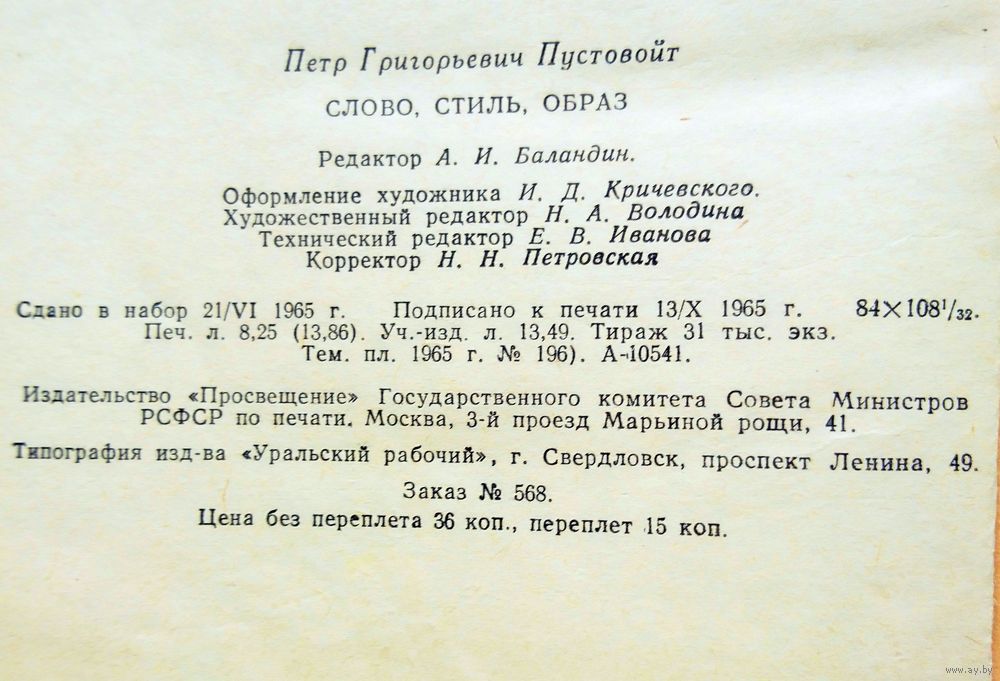 Петр Григорьевич Пустовойт
СЛОВО, СТИЛЬ, ОБРАЗ
Редактор А. И. Баландин.
Оформление художника И. Д. Кричевского.
Художественный редактор Н. А. Володина
Технический редактор Е. В. Иванова
Корректор Н. Н. Петровская
Сдано в набор 21/VI 1965 г. Подписано к печати 13/X 1965 г. 84×108¹/₃₂.
Печ. л. 8,25 (13,86). Уч.-изд. л. 13,49. Тираж 31 тыс. экз.
Тем. пл. 1965 г. № 196). А-10541.
Издательство «Просвещение» Государственного комитета Совета Министров
РСФСР по печати. Москва, 3-й проезд Марьиной рощи, 41.
Типография изд-ва «Уральский рабочий», г. Свердловск, проспект Ленина, 49.
Заказ № 568.
Цена без переплета 36 коп., переплет 15 коп.
www.ay.by